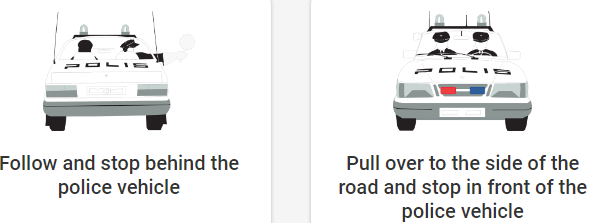 POLIS
Follow and stop behind the
police vehicle
POLIS
Pull over to the side of the
road and stop in front of the
police vehicle